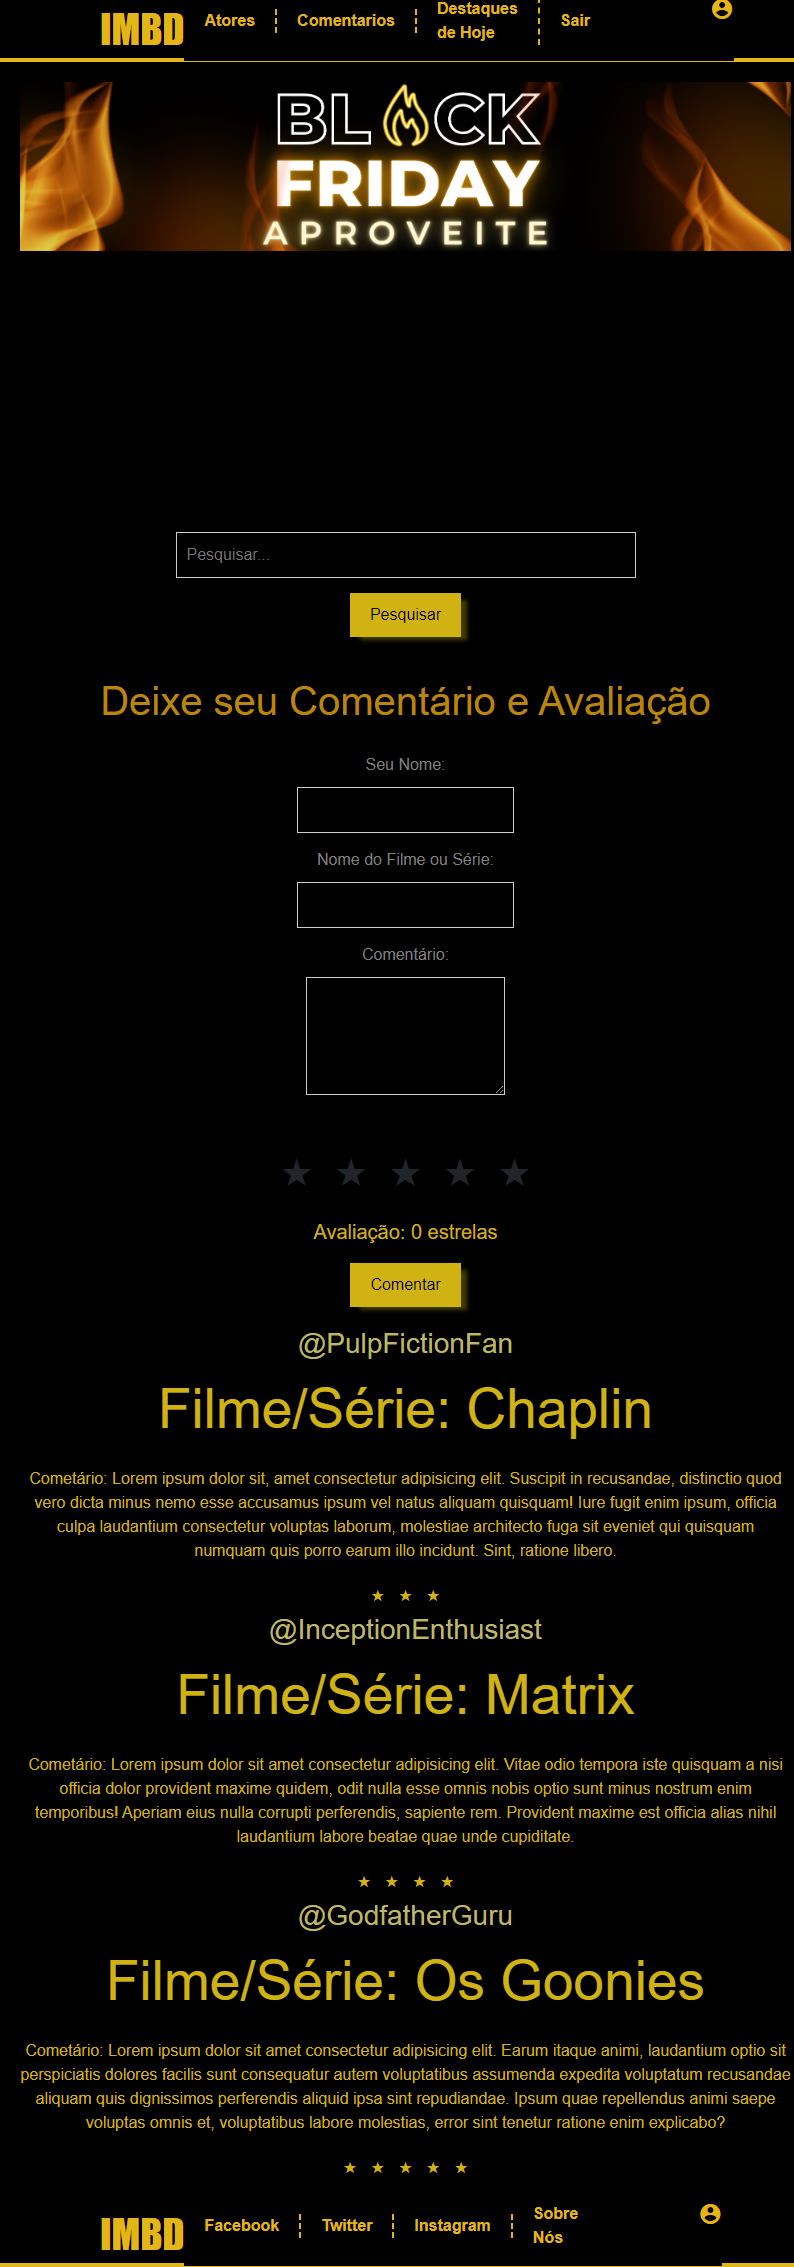 IMBD
Atores
Comentarios
Destaques
de Hoje
Sair
BLACK
FRIDAY
APROVEITE
Pesquisar...
Pesquisar
Deixe seu Comentário e Avaliação
Seu Nome:
Nome do Filme ou Série:
Comentário:
★ ★ ★ ★ ★
Avaliação: 0 estrelas
Comentar
@PulpFictionFan
Filme/Série: Chaplin
Cometário: Lorem ipsum dolor sit, amet consectetur adipisicing elit. Suscipit in recusandae, distinctio quod
vero dicta minus nemo esse accusamus ipsum vel natus aliquam quisquam! Iure fugit enim ipsum, officia
culpa laudantium consectetur voluptas laborum, molestiae architecto fuga sit eveniet qui quisquam
numquam quis porro earum illo incidunt. Sint, ratione libero.
★ ★ ★
@InceptionEnthusiast
Filme/Série: Matrix
Cometário: Lorem ipsum dolor sit amet consectetur adipisicing elit. Vitae odio tempora iste quisquam a nisi
officia dolor provident maxime quidem, odit nulla esse omnis nobis optio sunt minus nostrum enim
temporibus! Aperiam eius nulla corrupti perferendis, sapiente rem. Provident maxime est officia alias nihil
laudantium labore beatae quae unde cupiditate.
★ ★ ★ ★
@GodfatherGuru
Filme/Série: Os Goonies
Cometário: Lorem ipsum dolor sit amet consectetur adipisicing elit. Earum itaque animi, laudantium optio sit
perspiciatis dolores facilis sunt consequatur autem voluptatibus assumenda expedita voluptatum recusandae
aliquam quis dignissimos perferendis aliquid ipsa sint repudiandae. Ipsum quae repellendus animi saepe
voluptas omnis et, voluptatibus labore molestias, error sint tenetur ratione enim explicabo?
★ ★ ★ ★ ★
IMBD
Facebook
Twitter
Instagram
Sobre
Nós